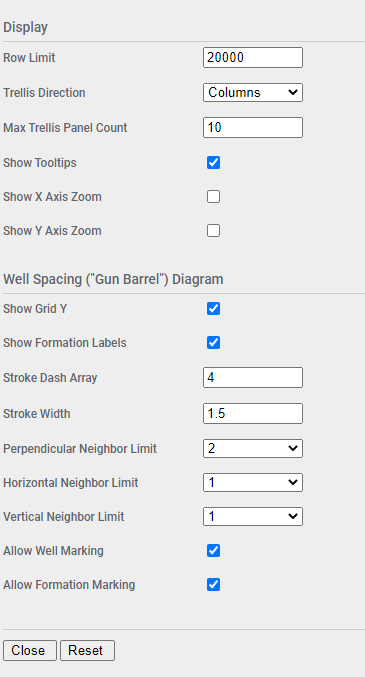 Display
Row Limit 20000
Trellis Direction Columns
Max Trellis Panel Count 10
Show Tooltips
Show X Axis Zoom
Show Y Axis Zoom
Well Spacing ("Gun Barrel") Diagram
Show Grid Y
Show Formation Labels
Stroke Dash Array 4
Stroke Width 1.5
Perpendicular Neighbor Limit 2
Horizontal Neighbor Limit 1
Vertical Neighbor Limit 1
Allow Well Marking
Allow Formation Marking
Close Reset